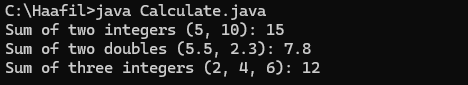 C:\Haafil>java Calculate.java
Sum of two integers (5, 10): 15
Sum of two doubles (5.5, 2.3): 7.8
Sum of three integers (2, 4, 6): 12